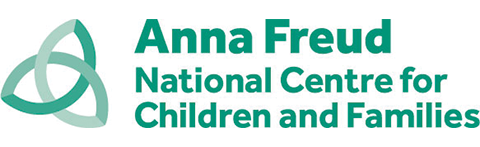 Anna Freud
National Centre for
Children and Families